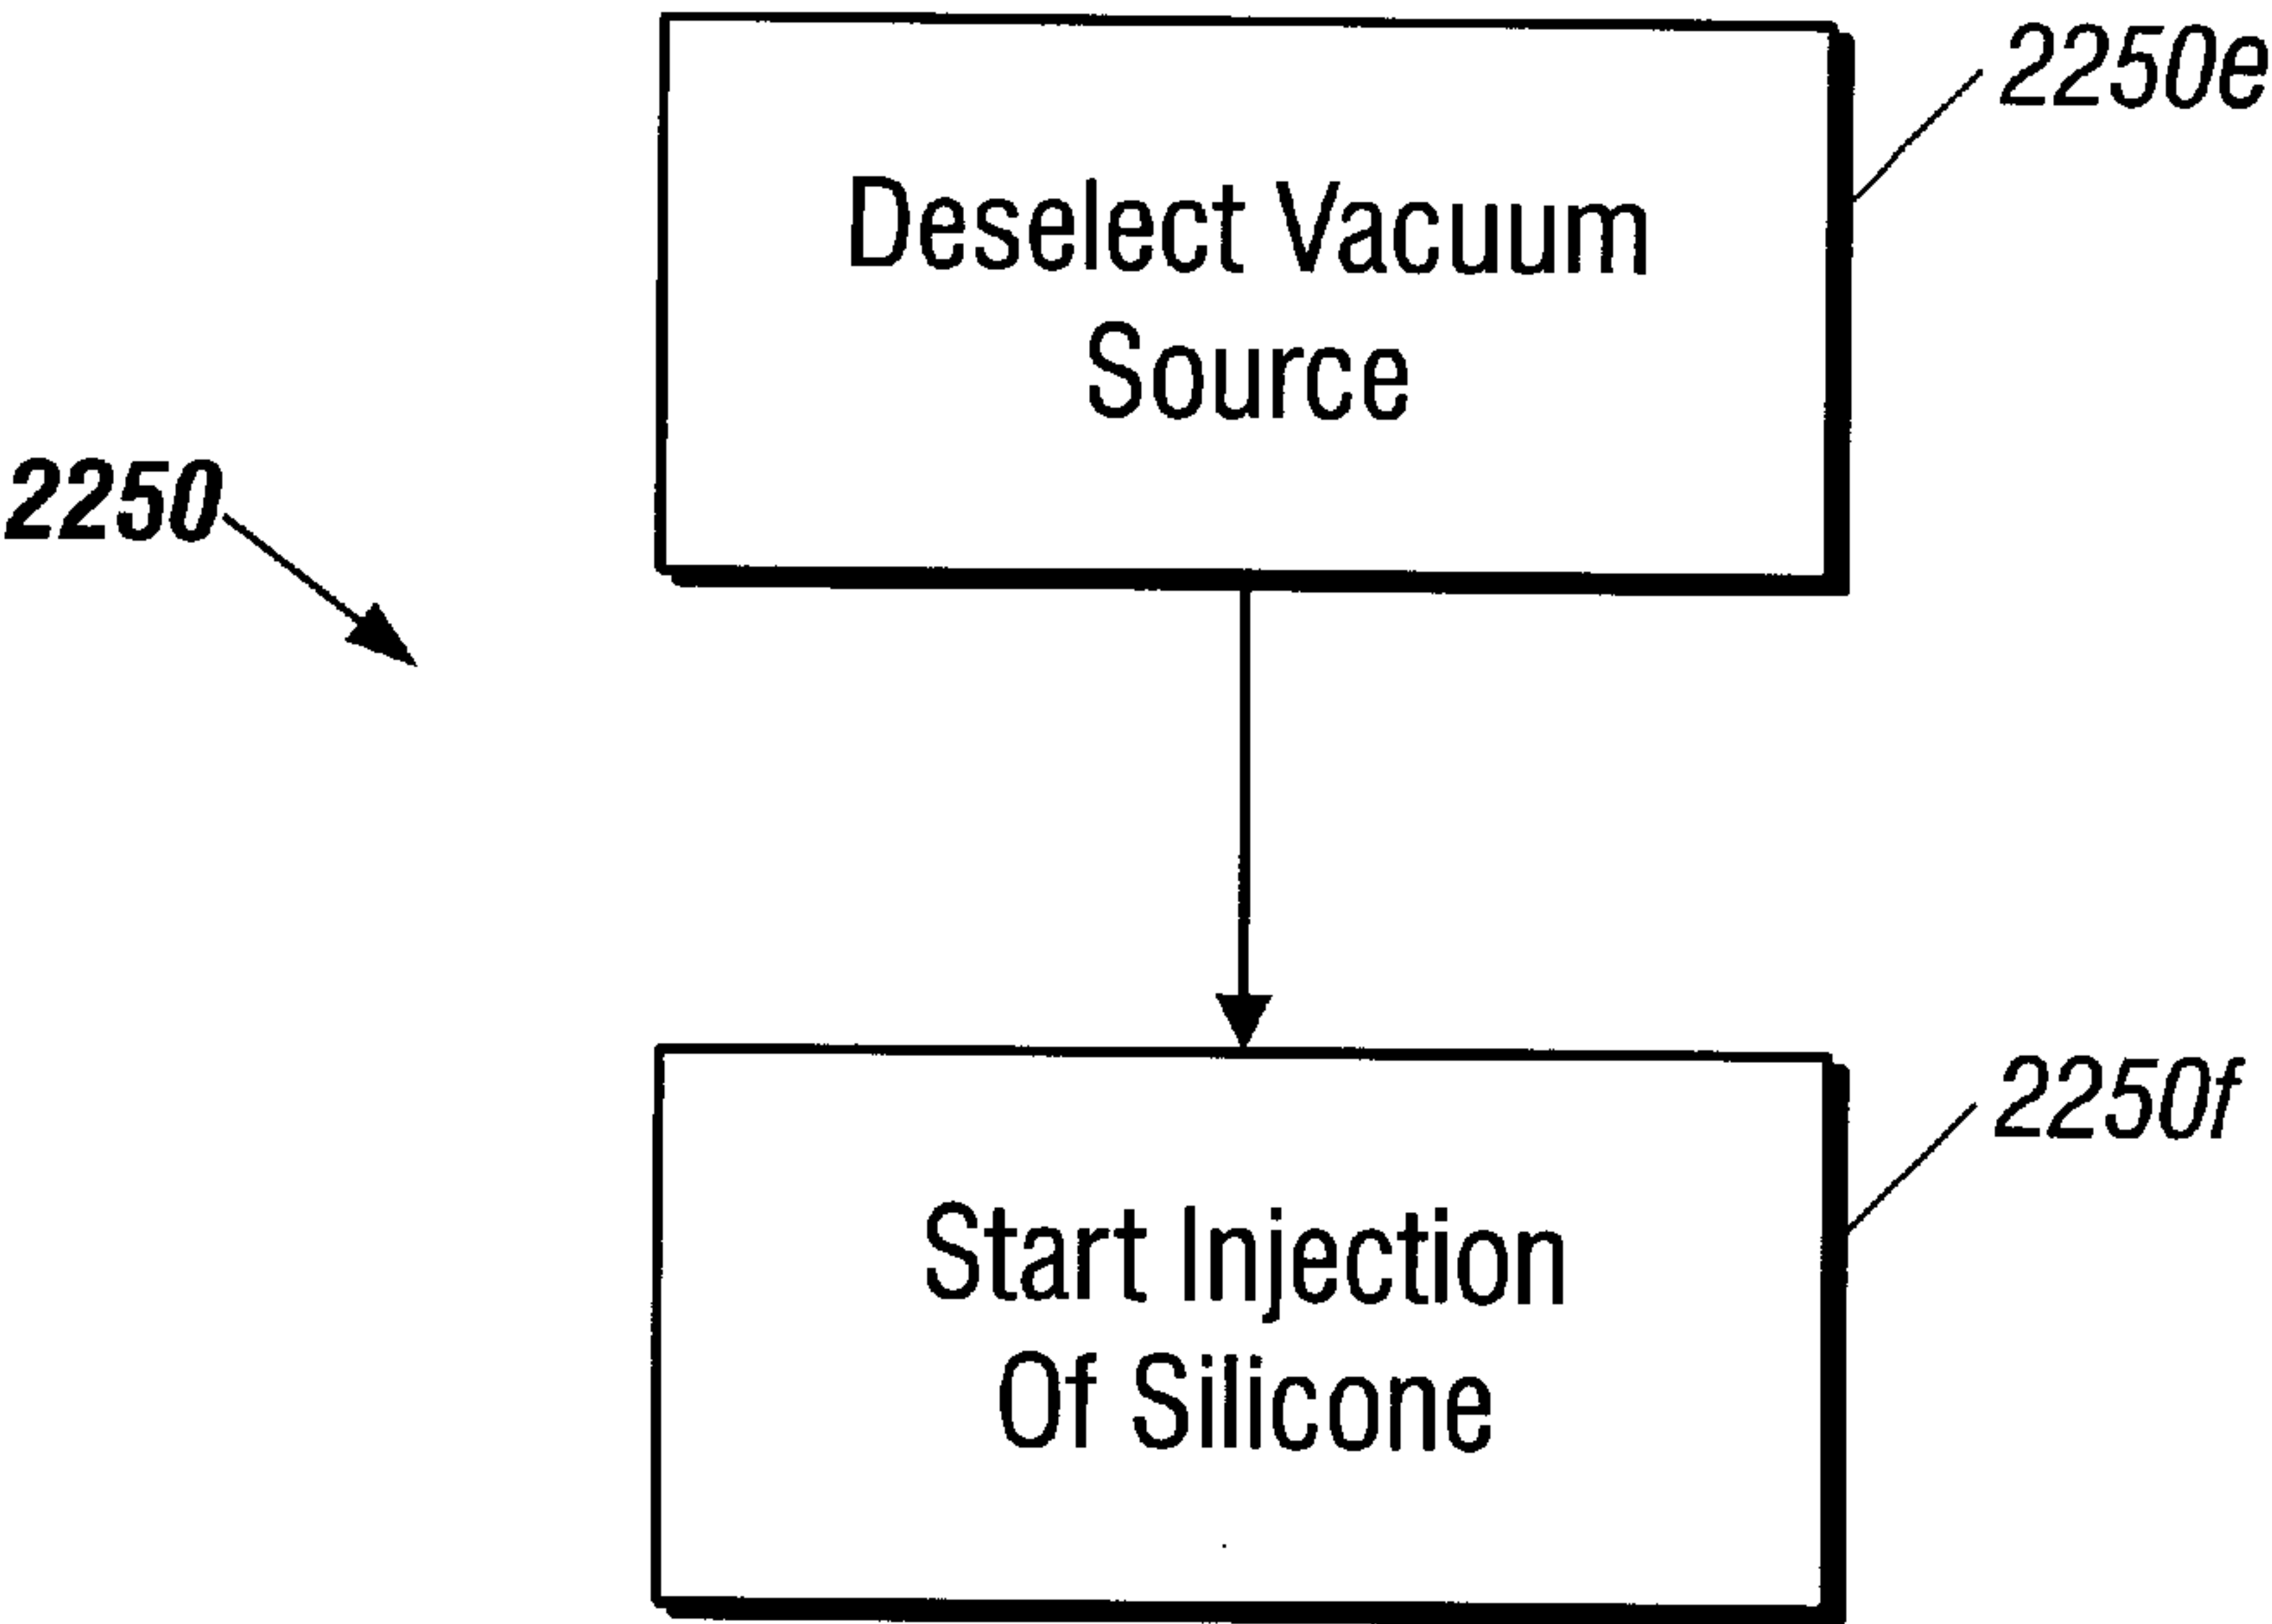 2250e
Deselect Vacuum
Source
2250
2250f
Start Injection
Of Silicone